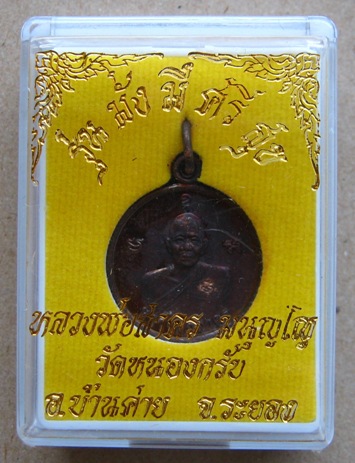 รุ่น มั่ง มี ศรี สุข
หลวงพ่อสาคร มนุญฺโญ
วัดหนองกรับ
อ.บ้านค่าย จ.ระยอง